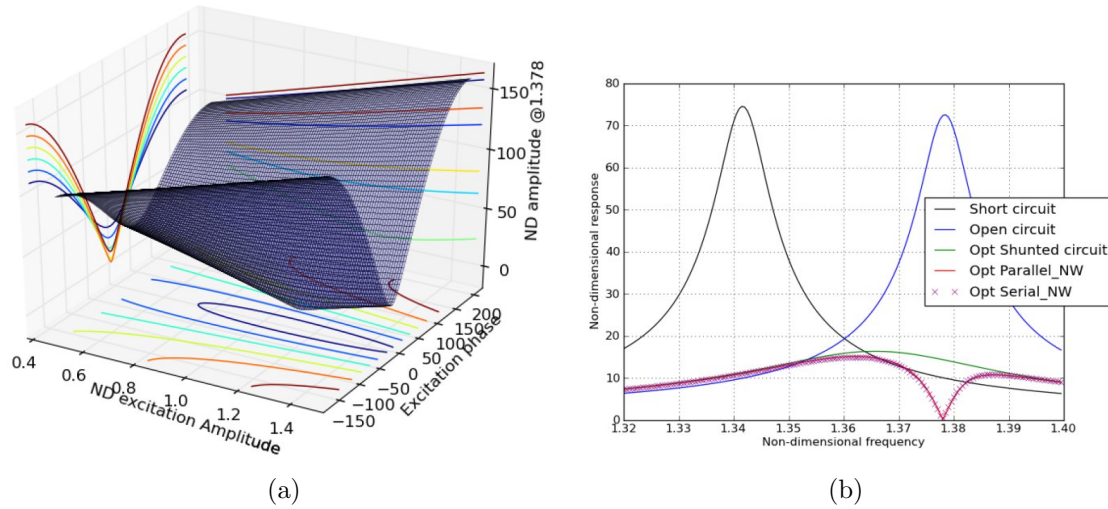 150
100
50
0
ND amplitude @1.378
0.4
0.6
0.8
1.0
1.2
1.4
ND excitation Amplitude
−150
−100
−50
0
50
100
150
200
Excitation phase
(a)
80
70
60
50
40
30
20
10
0
Non-dimensional response
Short circuit
Open circuit
Opt Shunted circuit
Opt Parallel_NW
Opt Serial_NW
1.32 1.33 1.34 1.35 1.36 1.37 1.38 1.39 1.40
Non-dimensional frequency
(b)